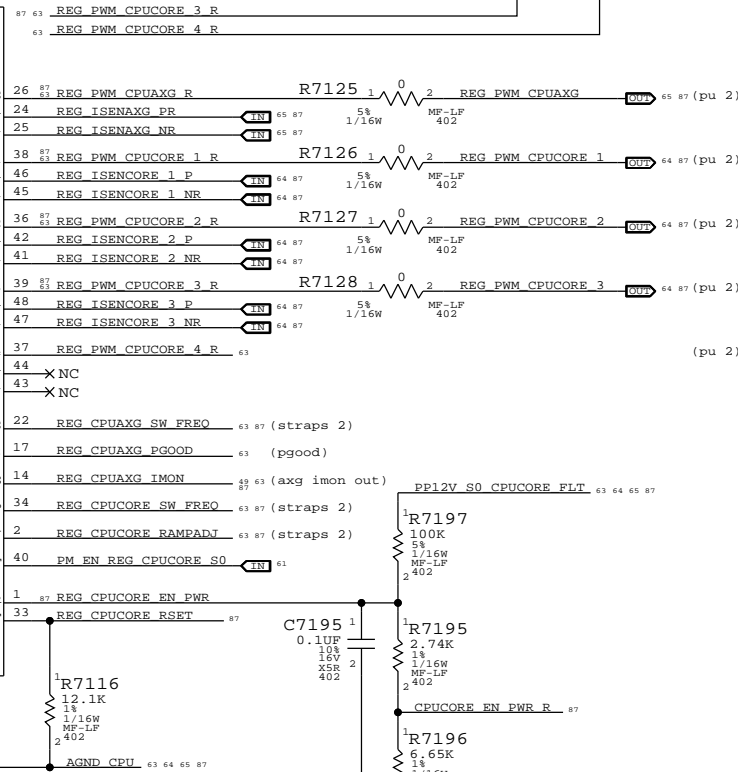 87 63 REG_PWM_CPUCORE_3_R
63 REG_PWM_CPUCORE_4_R
26 87 63 REG_PWM_CPUAXG_R R7125 1 0 2 REG_PWM_CPUAXG OUT 65 87 (pu 2)
5% MF-LF
1/16W 402
24 REG_ISENAXG_PR IN 65 87
25 REG_ISENAXG_NR IN 65 87
38 87 63 REG_PWM_CPUCORE_1_R R7126 1 0 2 REG_PWM_CPUCORE_1 OUT 64 87 (pu 2)
5% MF-LF
1/16W 402
46 REG_ISENCORE_1_P IN 64 87
45 REG_ISENCORE_1_NR IN 64 87
36 87 63 REG_PWM_CPUCORE_2_R R7127 1 0 2 REG_PWM_CPUCORE_2 OUT 64 87 (pu 2)
5% MF-LF
1/16W 402
42 REG_ISENCORE_2_P IN 64 87
41 REG_ISENCORE_2_NR IN 64 87
39 87 63 REG_PWM_CPUCORE_3_R R7128 1 0 2 REG_PWM_CPUCORE_3 OUT 64 87 (pu 2)
5% MF-LF
1/16W 402
48 REG_ISENCORE_3_P IN 64 87
47 REG_ISENCORE_3_NR IN 64 87
37 REG_PWM_CPUCORE_4_R 63 (pu 2)
44 NC
43 NC
22 REG_CPUAXG_SW_FREQ 63 87 (straps 2)
17 REG_CPUAXG_PGOOD 63 (pgood)
14 REG_CPUAXG_IMON 49 63 87 (axg imon out)
34 REG_CPUCORE_SW_FREQ 63 87 (straps 2)
2 REG_CPUCORE_RAMPADJ 63 87 (straps 2)
40 PM_EN_REG_CPUCORE_S0 IN 61
1 87 REG_CPUCORE_EN_PWR
33 REG_CPUCORE_RSET 87
PP12V_S0_CPUCORE_FLT 63 64 65 87
1 R7197
100K
5%
1/16W
MF-LF
2 402
C7195 1
0.1UF
10%
16V
X5R 2
402
1 R7195
2.74K
1%
1/16W
MF-LF
2 402
CPUCORE_EN_PWR_R 87
1 R7116
12.1K
1%
1/16W
MF-LF
2 402
AGND_CPU 63 64 65 87
1 R7196
6.65K
1%